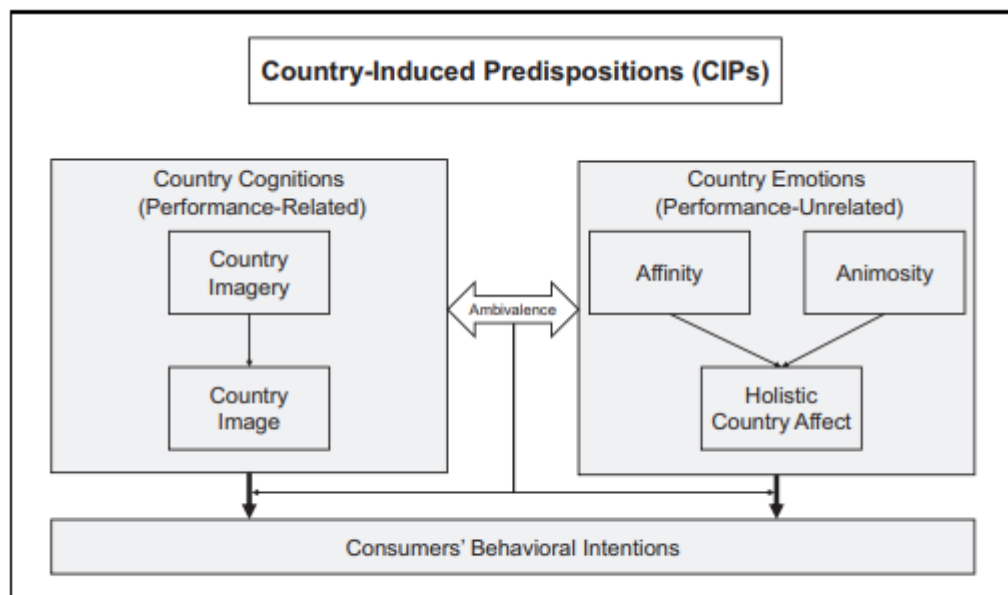 Country-Induced Predispositions (CIPs)
Country Cognitions
(Performance-Related)
Country
Imagery
Country
Image
Ambivalence
Country Emotions
(Performance-Unrelated)
Affinity
Animosity
Holistic
Country Affect
Consumers' Behavioral Intentions